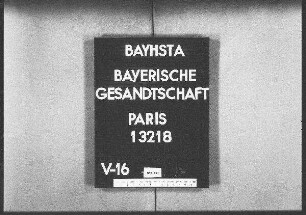 BAYHSTA
BAYERISCHE
GESANDTSCHAFT
PARIS
13218
V-16